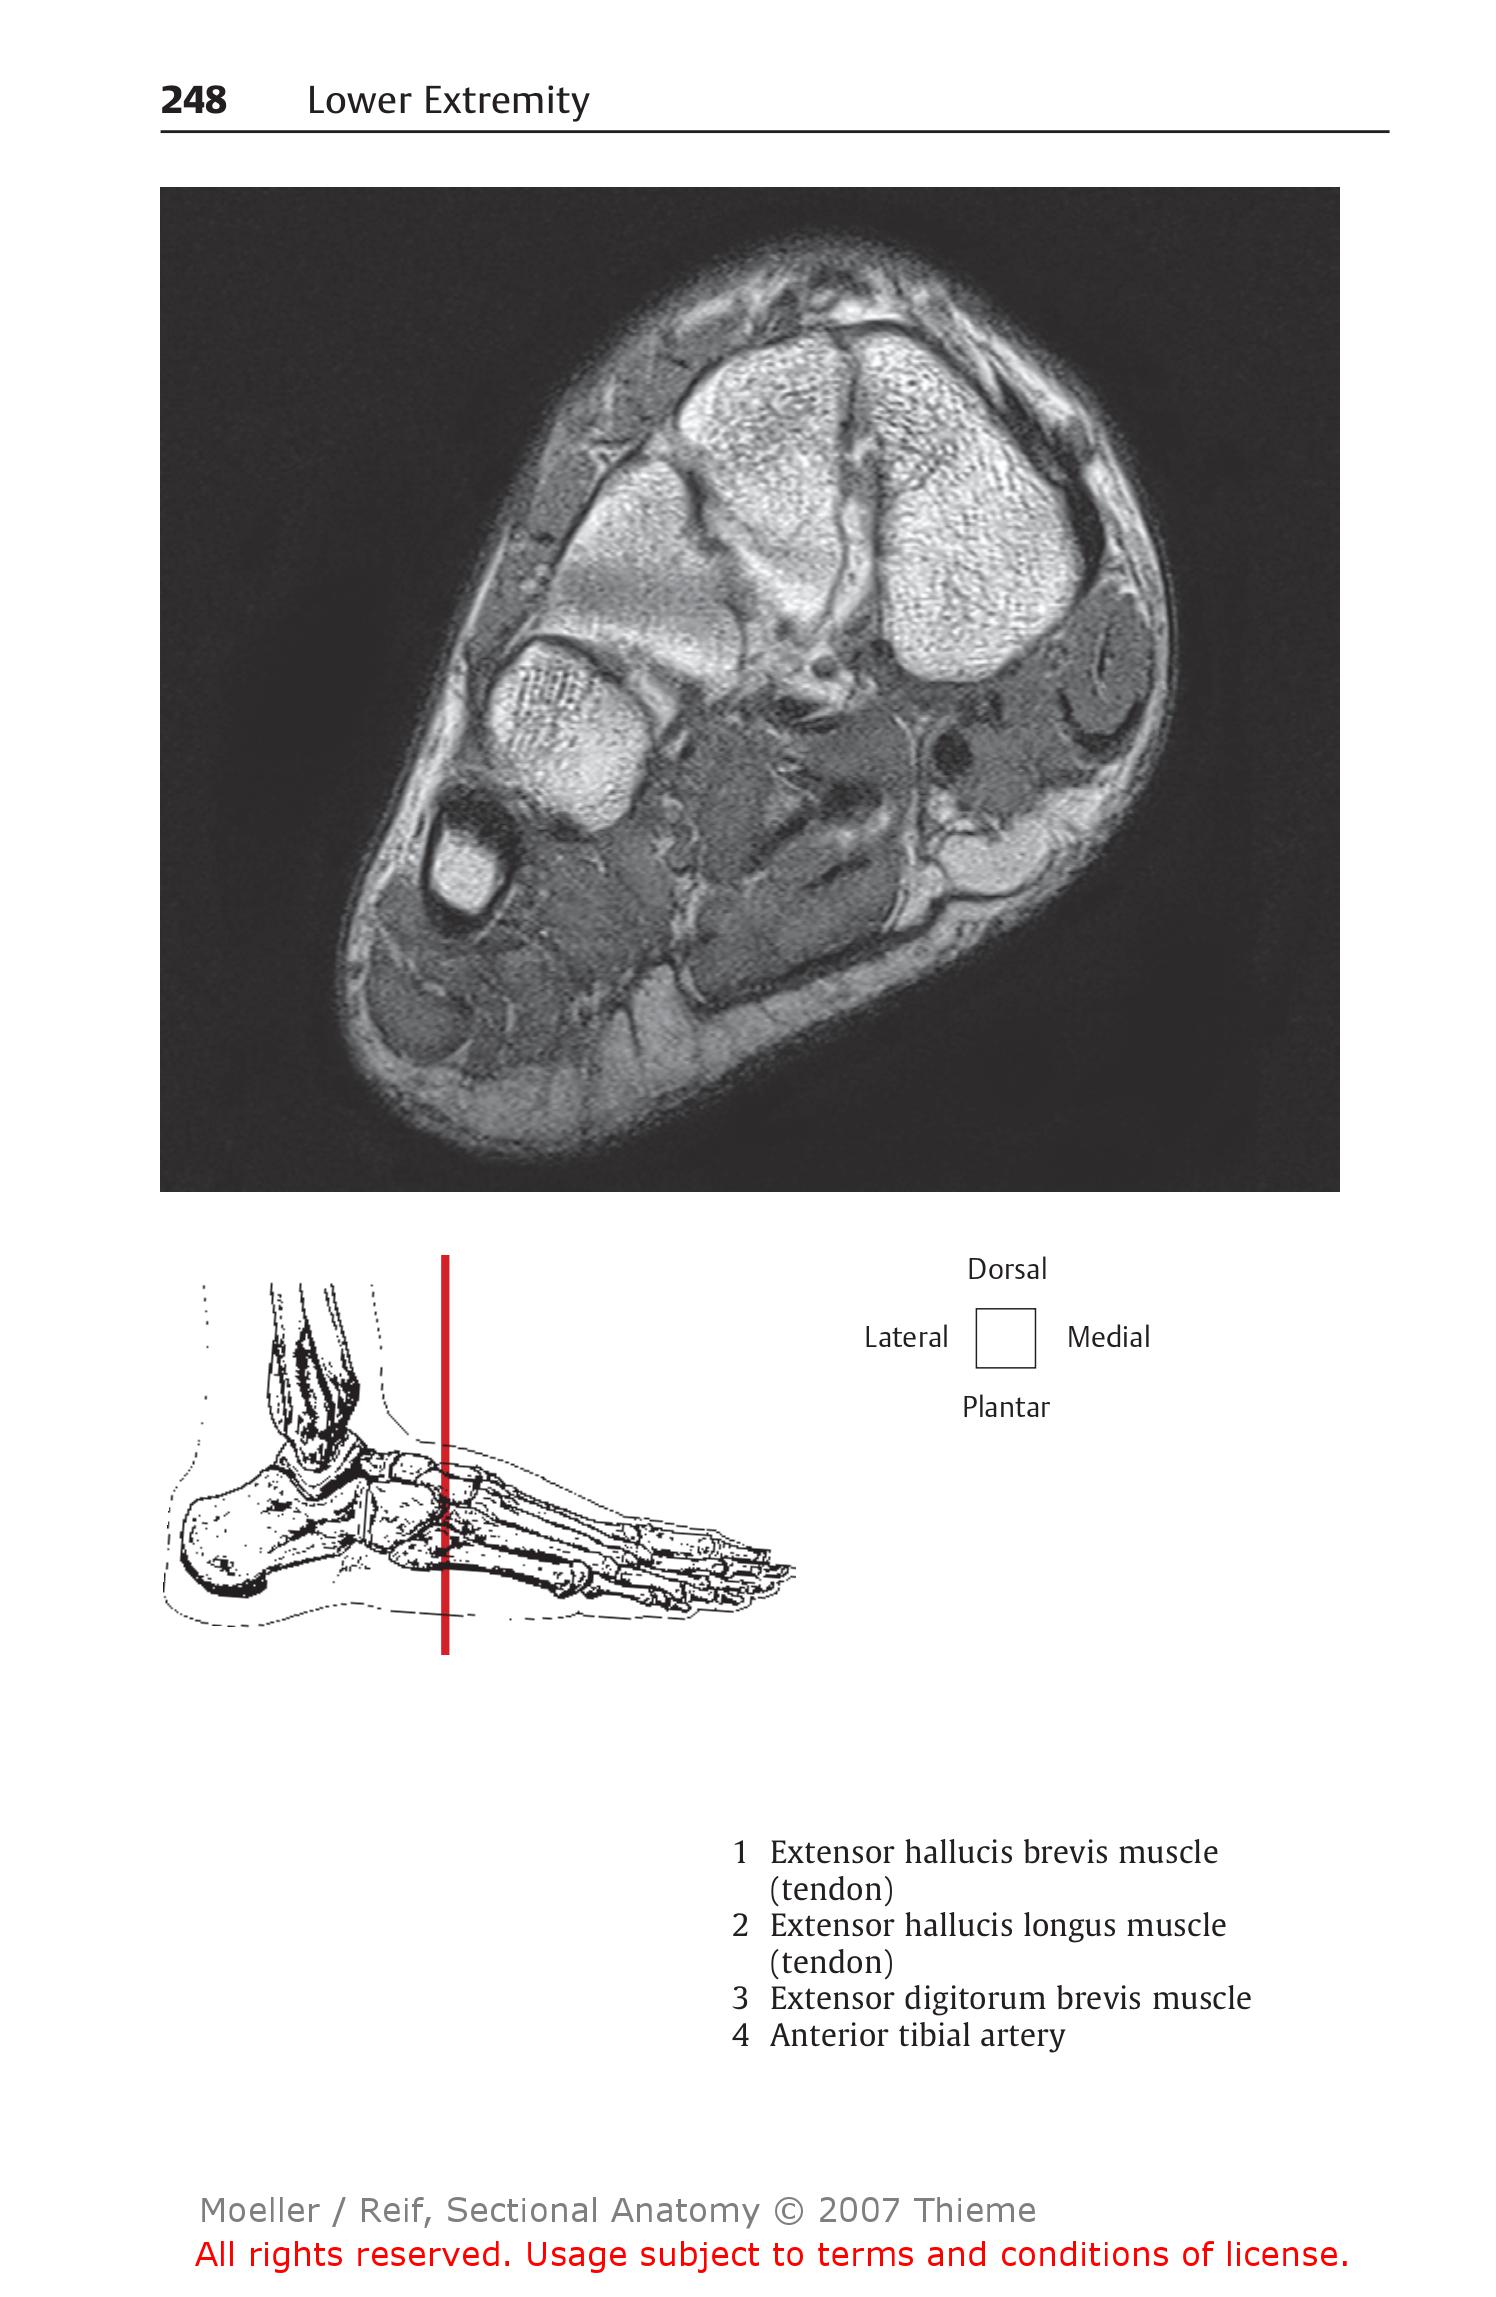 248 Lower Extremity
Dorsal
Lateral Medial
Plantar
1 Extensor hallucis brevis muscle
(tendon)
2 Extensor hallucis longus muscle
(tendon)
3 Extensor digitorum brevis muscle
4 Anterior tibial artery
Moeller / Reif, Sectional Anatomy © 2007 Thieme
All rights reserved. Usage subject to terms and conditions of license.